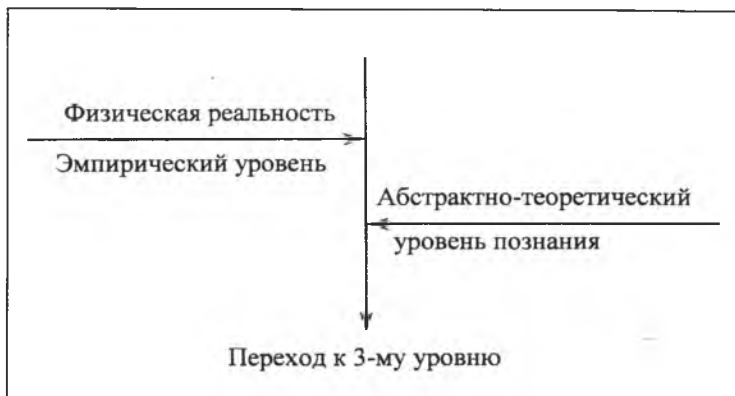 Физическая реальность
Эмпирический уровень
Абстрактно-теоретический
уровень познания
Переход к 3-му уровню